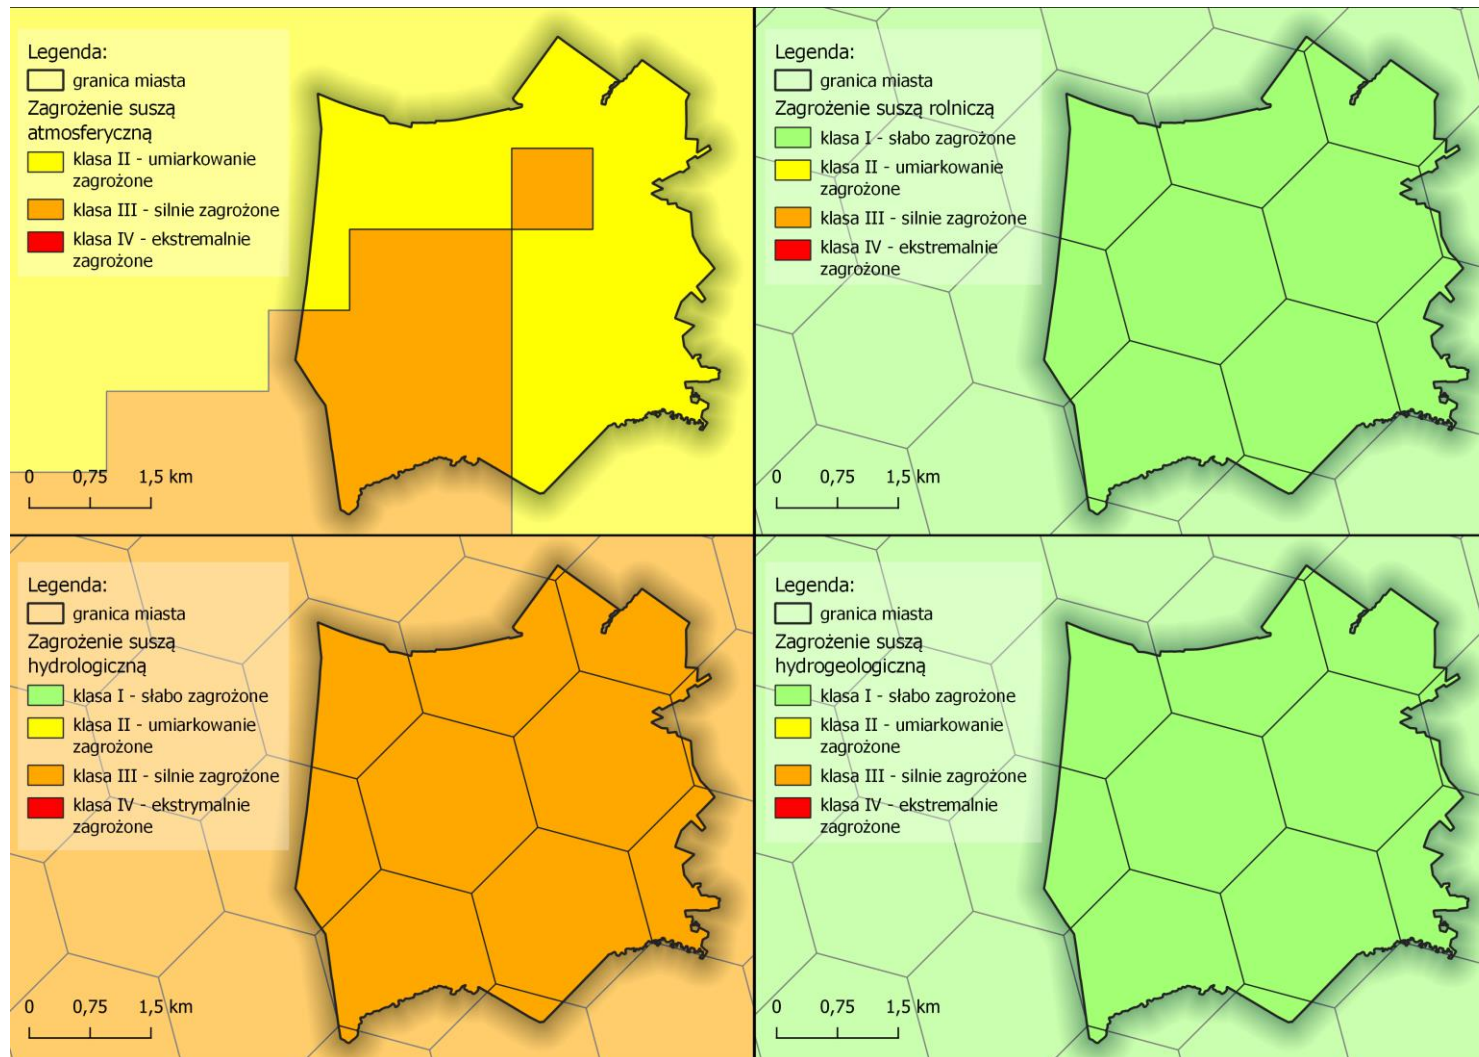 Legenda:
granica miasta
Zagrożenie suszą
atmosferyczną
klasa II - umiarkowanie
zagrożone
klasa III - silnie zagrożone
klasa IV - ekstremalnie
zagrożone
0 0,75 1,5 km
Legenda:
granica miasta
Zagrożenie suszą rolniczą
klasa I - słabo zagrożone
klasa II - umiarkowanie
zagrożone
klasa III - silnie zagrożone
klasa IV - ekstremalnie
zagrożone
0 0,75 1,5 km
Legenda:
granica miasta
Zagrożenie suszą
hydrologiczną
klasa I - słabo zagrożone
klasa II - umiarkowanie
zagrożone
klasa III - silnie zagrożone
klasa IV - ekstrymalnie
zagrożone
0 0,75 1,5 km
Legenda:
granica miasta
Zagrożenie suszą
hydrogeologiczną
klasa I - słabo zagrożone
klasa II - umiarkowanie
zagrożone
klasa III - silnie zagrożone
klasa IV - ekstremalnie
zagrożone
0 0,75 1,5 km